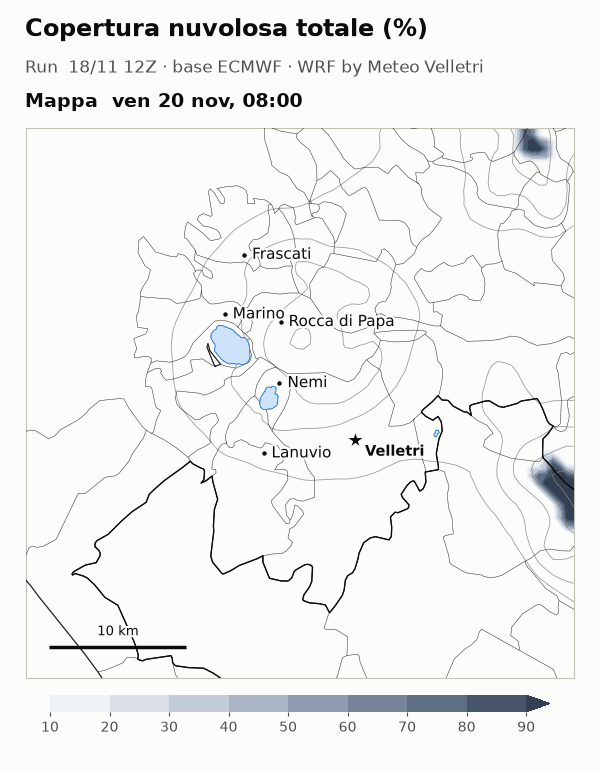 Copertura nuvolosa totale (%)
Run  18/11 12Z · base ECMWF · WRF by Meteo Velletri
Mappa  ven 20 nov, 08:00
Frascati
Marino
Rocca di Papa
Nemi
Velletri
Lanuvio
10 km
10 20 30 40 50 60 70 80 90